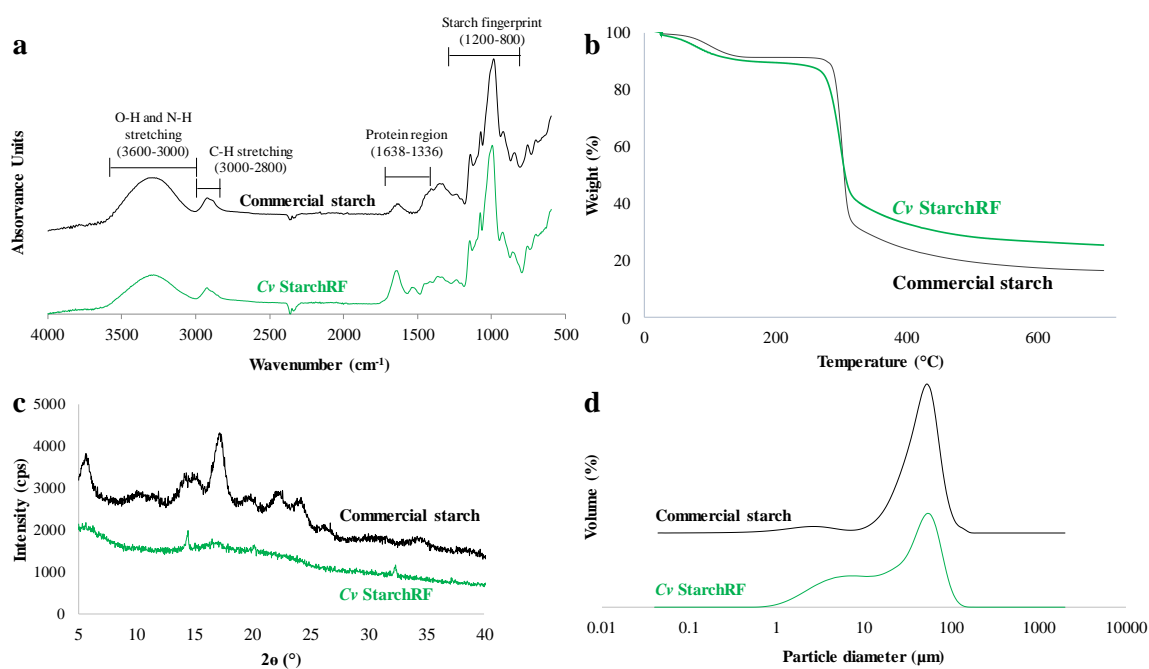 a
Starch fingerprint
(1200-800)
O-H and N-H
stretching
(3600-3000)
C-H stretching
(3000-2800)
Protein region
(1638-1336)
Commercial starch
Cv StarchRF
Absorvance Units
4000 3500 3000 2500 2000 1500 1000 500
Wavenumber (cm-1)
b
100
80
60
40
20
0
Weight (%)
Cv StarchRF
Commercial starch
0 200 400 600
Temperature (°C)
c
5000
4000
3000
2000
1000
0
Intensity (cps)
Commercial starch
Cv StarchRF
5 10 15 20 25 30 35 40
2ɵ (°)
d
Volume (%)
Commercial starch
Cv StarchRF
0.01 0.1 1 10 100 1000 10000
Particle diameter (µm)